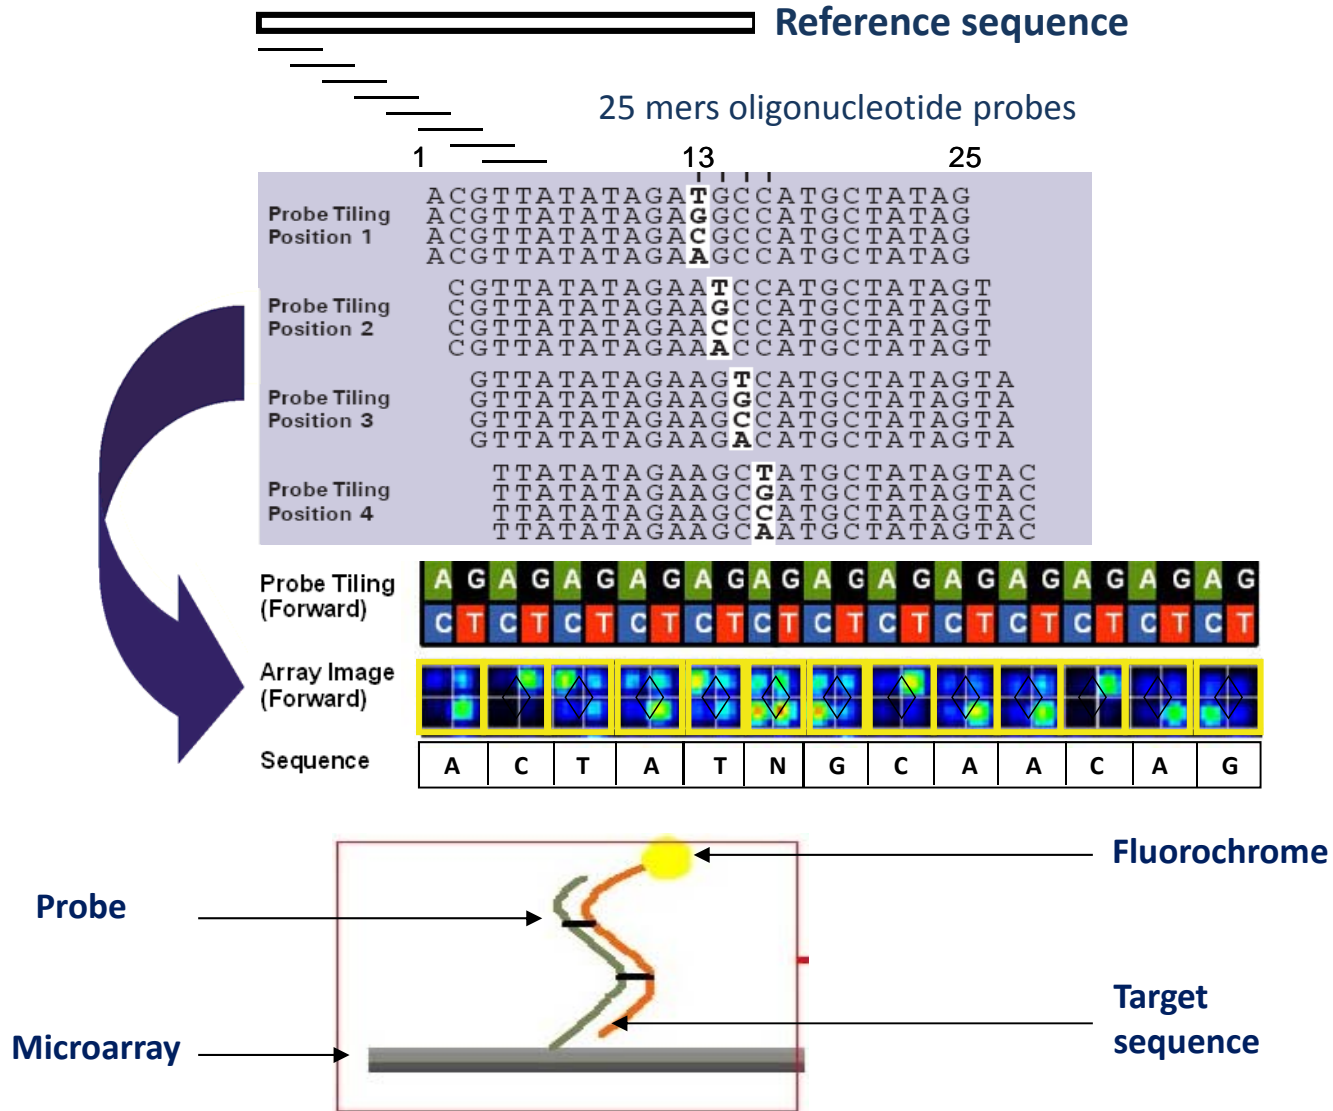 Reference sequence
25 mers oligonucleotide probes
1 13 25
Probe Tiling
Position 1
ACGTTATATAGATGCCATGCTATAG
ACGTTATATAGAGGCCATGCTATAG
ACGTTATATAGACGCCATGCTATAG
ACGTTATATAGAAGCCATGCTATAG
Probe Tiling
Position 2
CGTTATATAGAATCCATGCTATAGT
CGTTATATAGAAGCCATGCTATAGT
CGTTATATAGAACCCATGCTATAGT
CGTTATATAGAAACCATGCTATAGT
Probe Tiling
Position 3
GTTATATAGAAGTCATGCTATAGTA
GTTATATAGAAGGCATGCTATAGTA
GTTATATAGAAGCCATGCTATAGTA
GTTATATAGAAGACATGCTATAGTA
Probe Tiling
Position 4
TTATATAGAAGCTATGCTATAGTAC
TTATATAGAAGCGATGCTATAGTAC
TTATATAGAAGCCATGCTATAGTAC
TTATATAGAAGCAATGCTATAGTAC
Probe Tiling
(Forward)
A G A G A G A G A G A G A G A G A G A G A G A G A G
C T C T C T C T C T C T C T C T C T C T C T C T C T
Array Image
(Forward)
Sequence
A C T A T N G C A A C A G
Fluorochrome
Probe
Target
sequence
Microarray